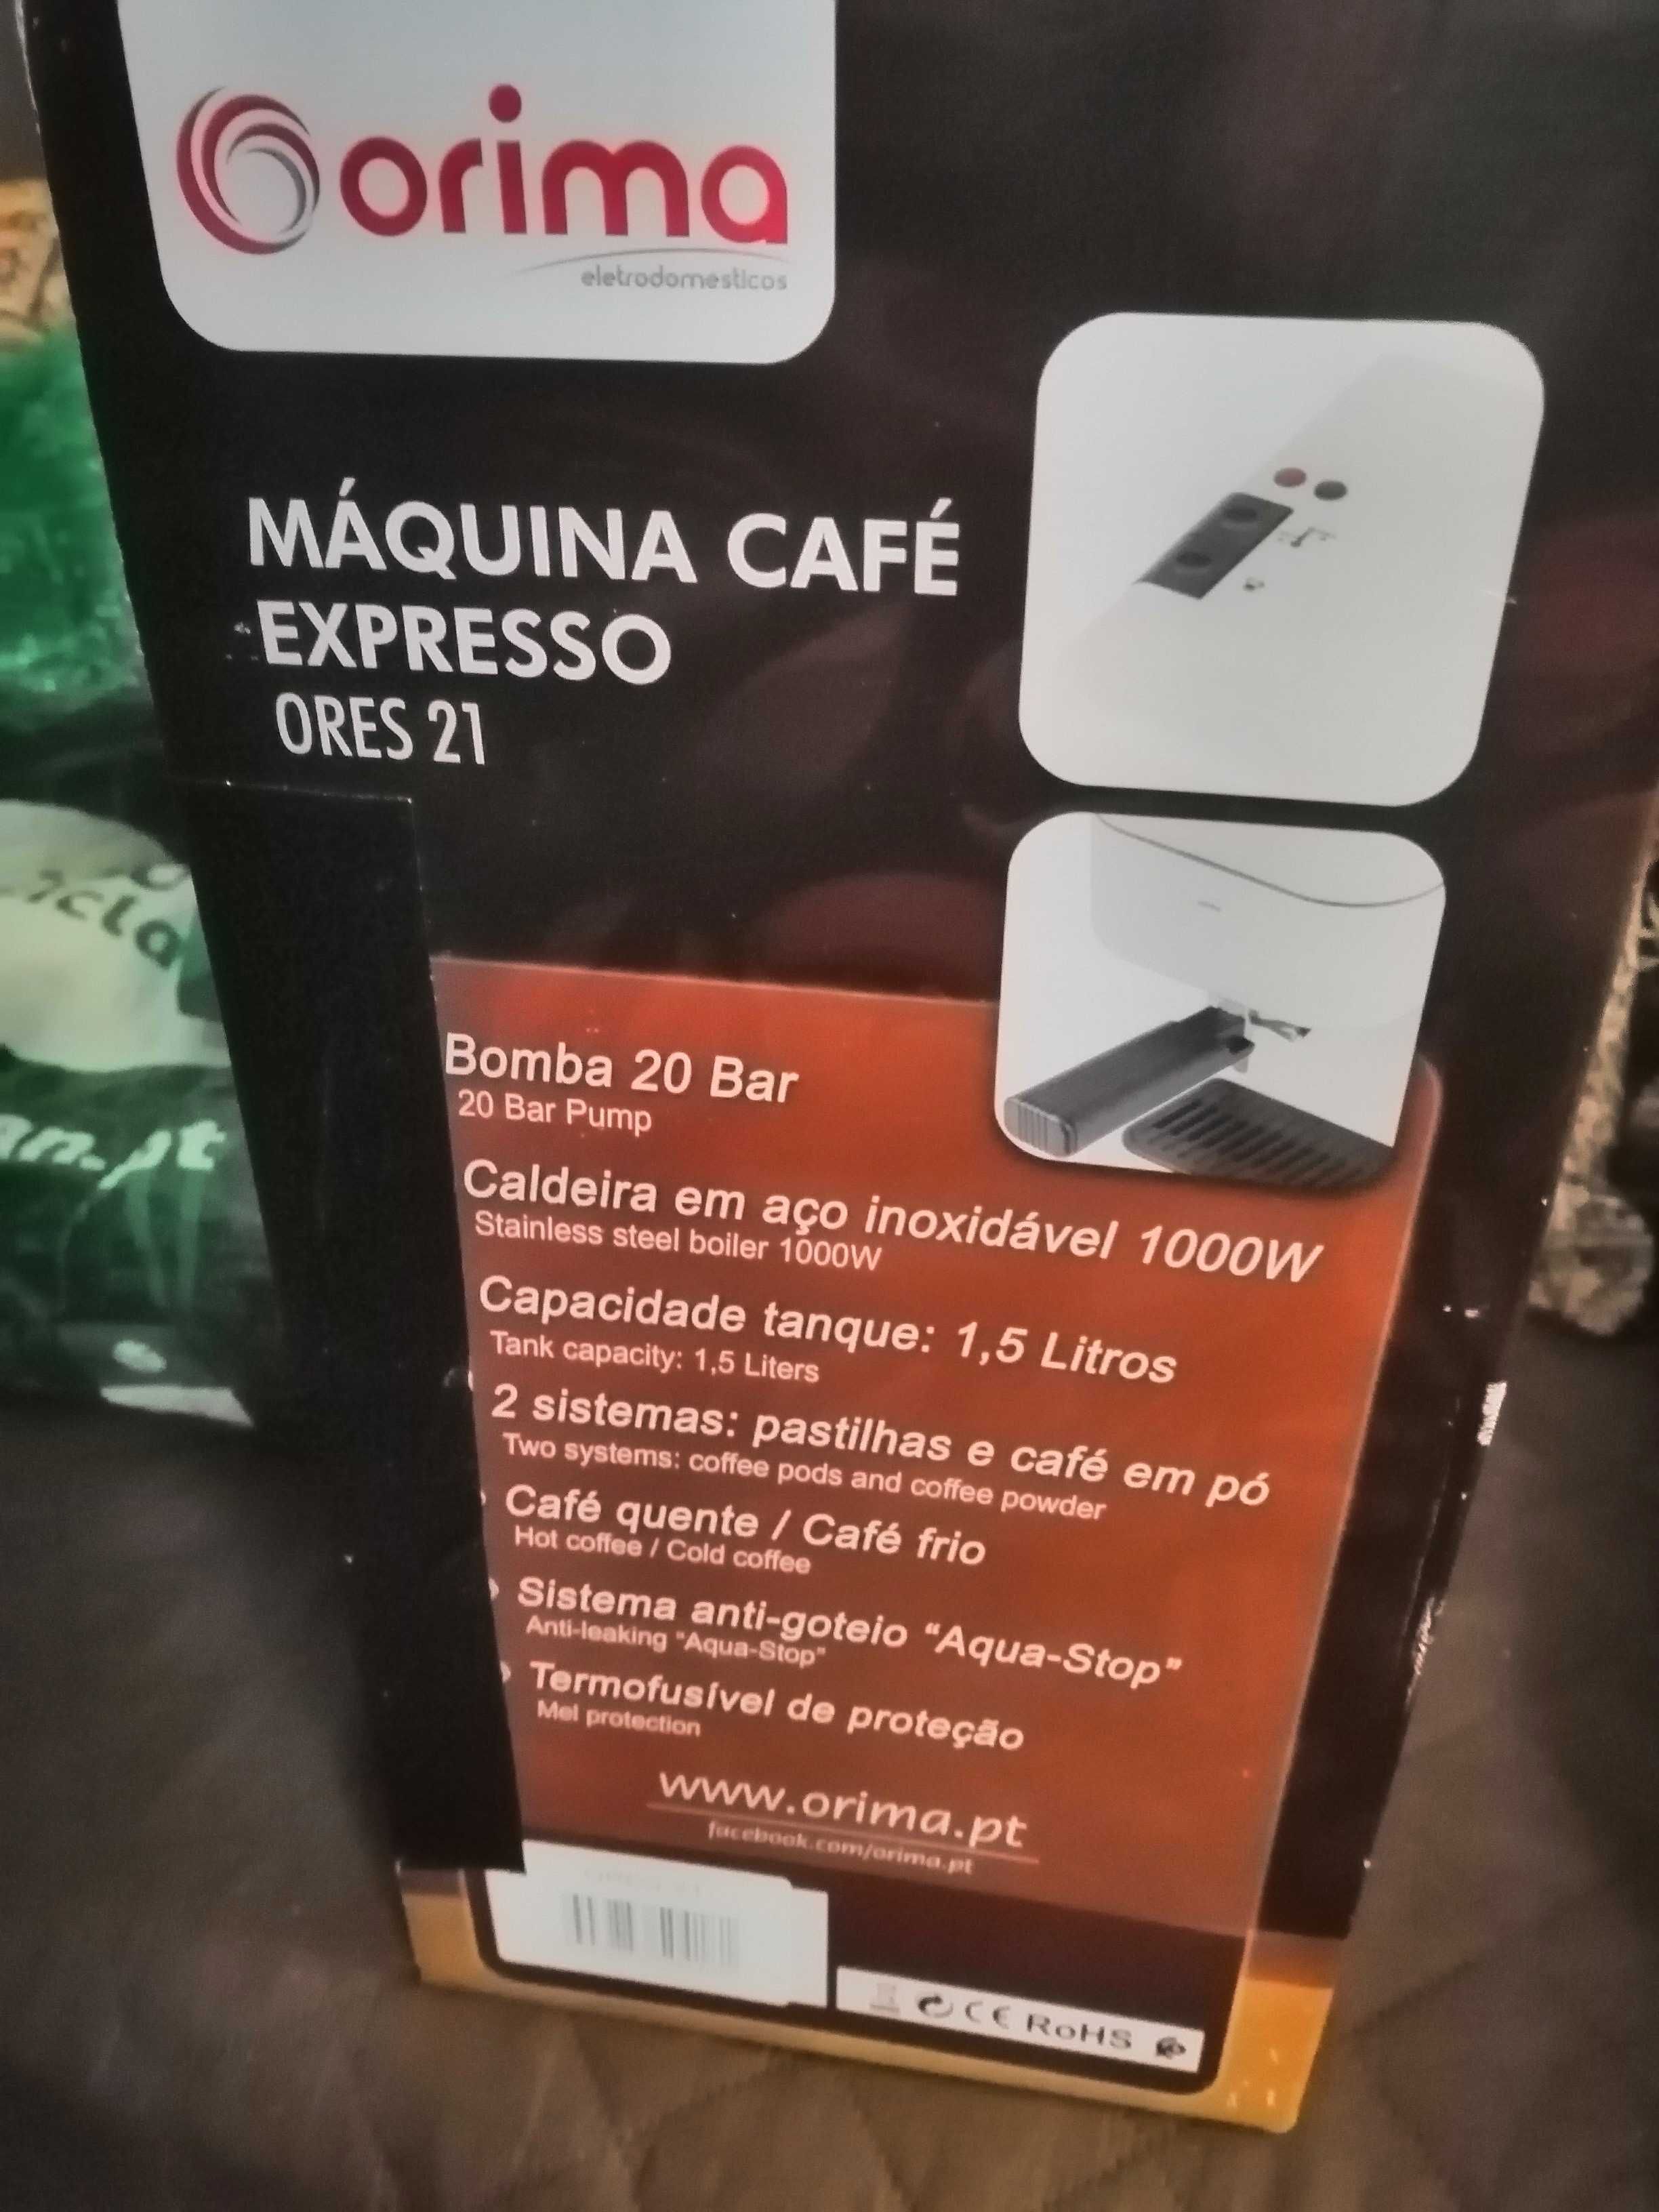 orima
eletrodomesticos
MÁQUINA CAFÉ
EXPRESSO
ORES 21
Bomba 20 Bar
20 Bar Pump
Caldeira em aço inoxidável 1000W
Stainless steel boiler 1000W
Capacidade tanque: 1,5 Litros
Tank capacity: 1,5 Liters
2 sistemas: pastilhas e café em pó
Two systems: coffee pods and coffee powder
Café quente / Café frio
Hot coffee / Cold coffee
Sistema anti-goteio “Aqua-Stop”
Anti-leaking “Aqua-Stop”
Termofusível de proteção
Mel protection
www.orima.pt
facebook.com/orima.pt
CE RoHS